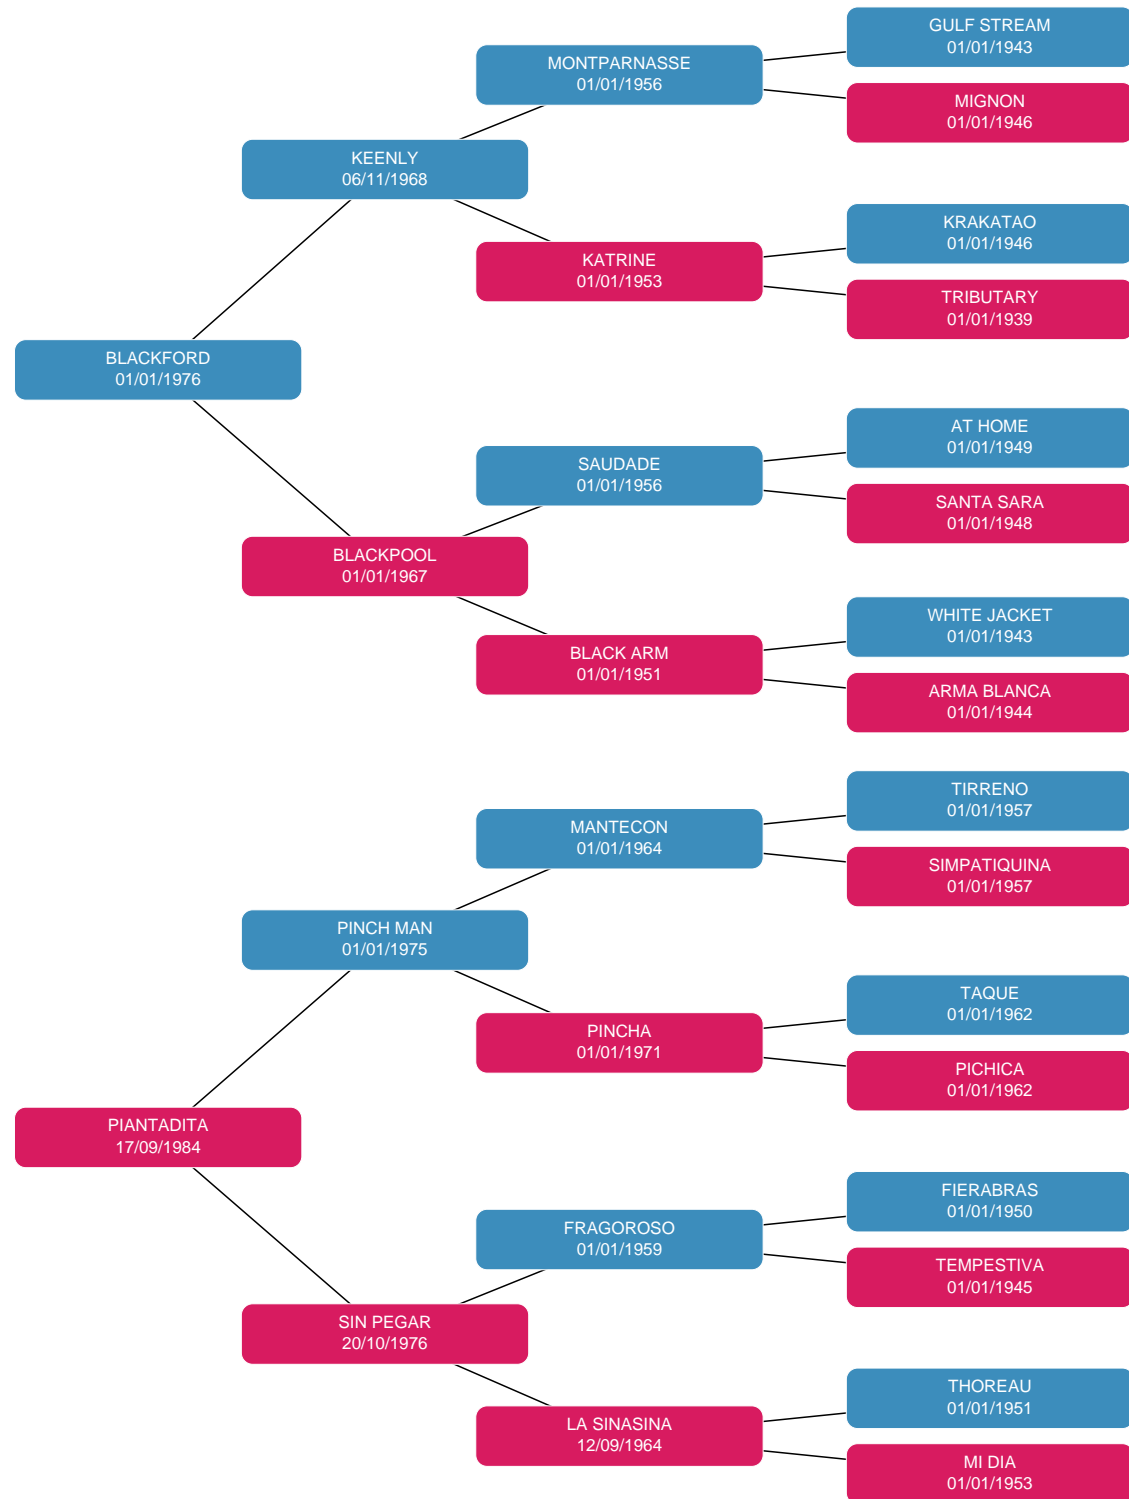 GULF STREAM
01/01/1943
MONTPARNASSE
01/01/1956
MIGNON
01/01/1946
KEENLY
06/11/1968
KRAKATAO
01/01/1946
KATRINE
01/01/1953
TRIBUTARY
01/01/1939
BLACKFORD
01/01/1976
AT HOME
01/01/1949
SAUDADE
01/01/1956
SANTA SARA
01/01/1948
BLACKPOOL
01/01/1967
WHITE JACKET
01/01/1943
BLACK ARM
01/01/1951
ARMA BLANCA
01/01/1944
TIRRENO
01/01/1957
MANTECON
01/01/1964
SIMPATIQUINA
01/01/1957
PINCH MAN
01/01/1975
TAQUE
01/01/1962
PINCHA
01/01/1971
PICHICA
01/01/1962
PIANTADITA
17/09/1984
FIERABRAS
01/01/1950
FRAGOROSO
01/01/1959
TEMPESTIVA
01/01/1945
SIN PEGAR
20/10/1976
THOREAU
01/01/1951
LA SINASINA
12/09/1964
MI DIA
01/01/1953